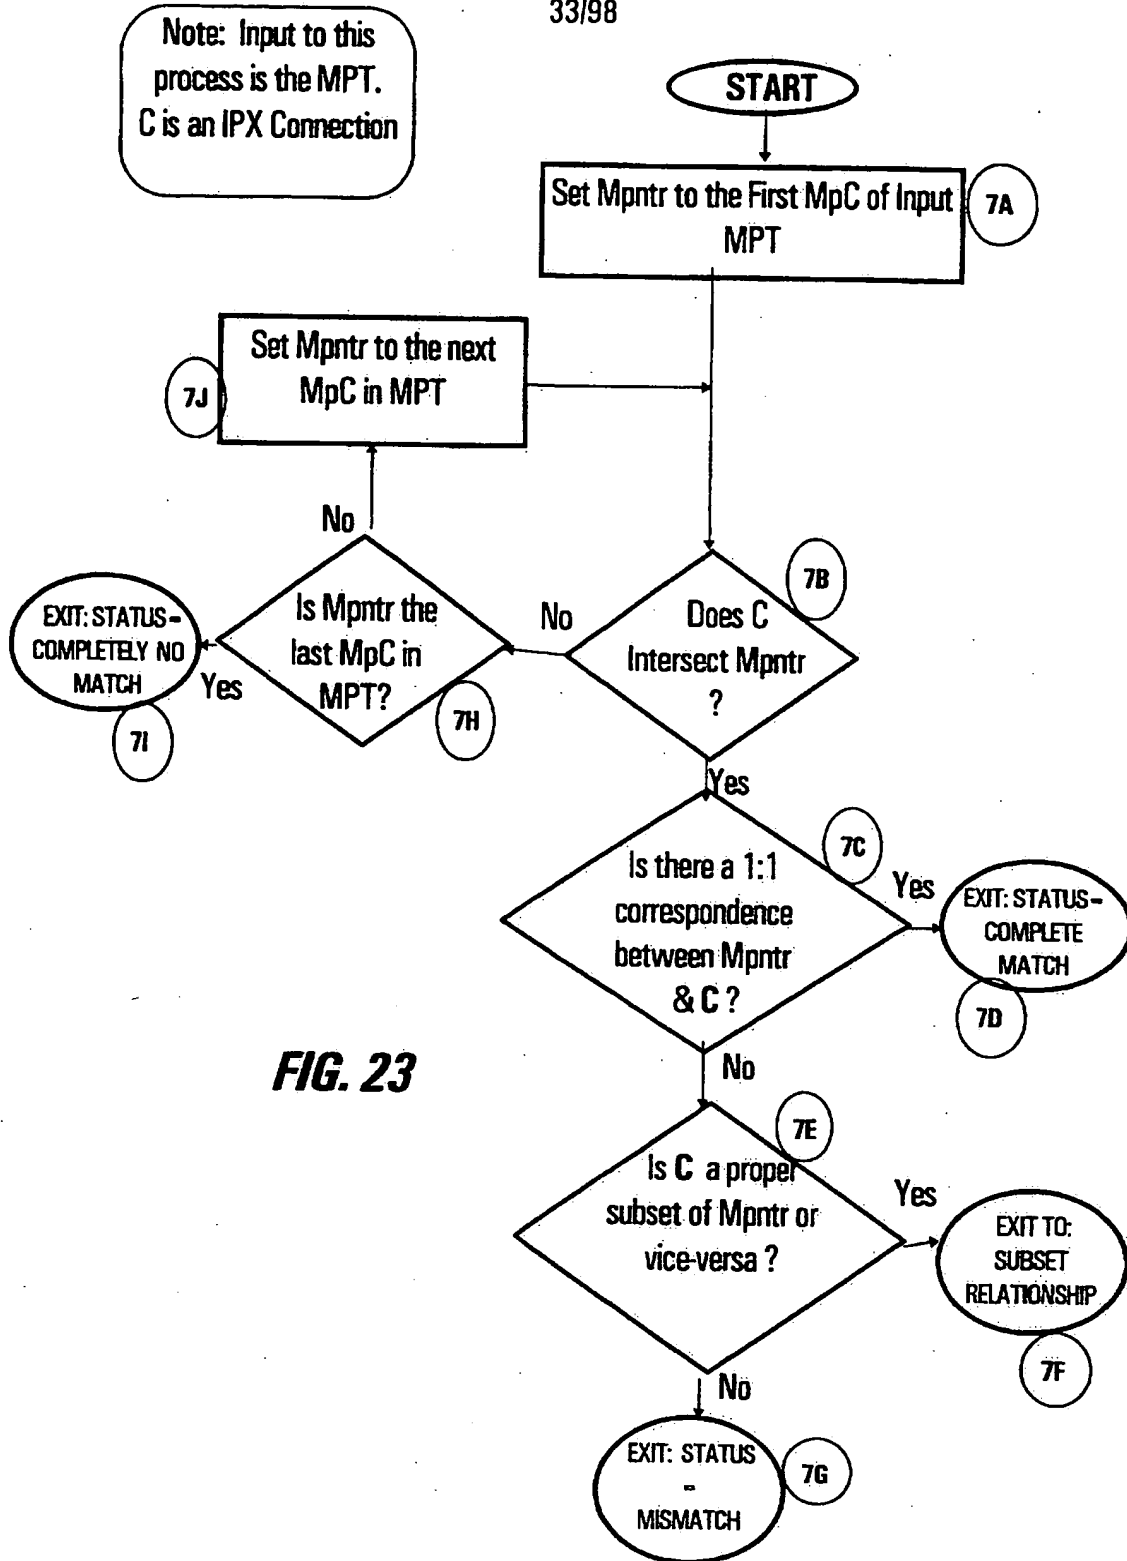 33/98
Note: Input to this
process is the MPT.
C is an IPX Connection
START
Set Mpntr to the First MpC of Input
MPT
7A
Set Mpntr to the next
MpC in MPT
7J
No
Is Mpntr the
last MpC in
MPT?
7H
Yes
EXIT: STATUS-
COMPLETELY NO
MATCH
7I
No
Does C
Intersect Mpntr
?
7B
Yes
Is there a 1:1
correspondence
between Mpntr
& C ?
7C
Yes
EXIT: STATUS-
COMPLETE
MATCH
7D
No
Is C a proper
subset of Mpntr or
vice-versa ?
7E
Yes
EXIT TO:
SUBSET
RELATIONSHIP
7F
No
EXIT: STATUS
-
MISMATCH
7G
FIG. 23